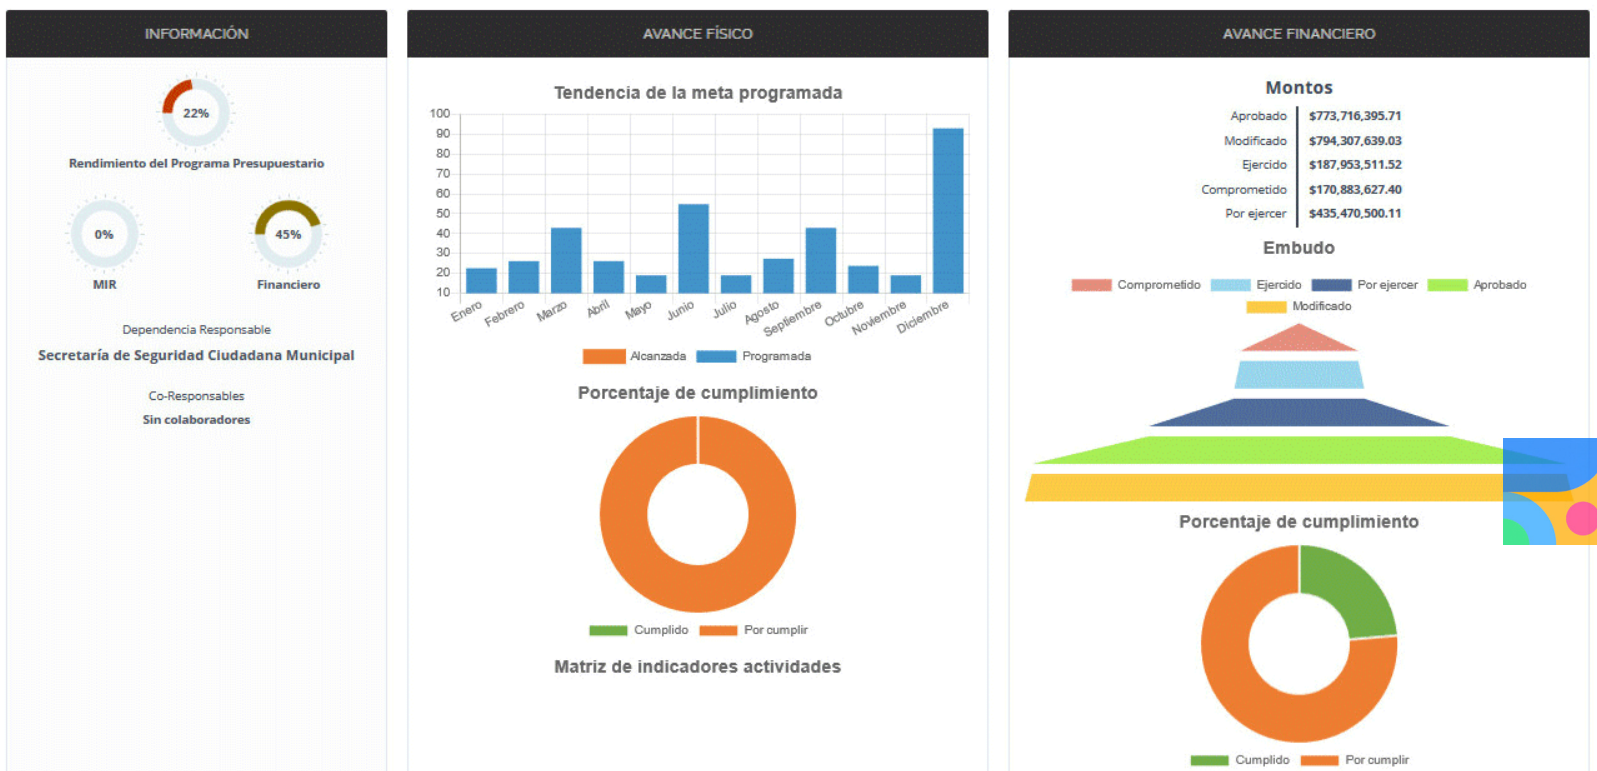 INFORMACIÓN
22%
Rendimiento del Programa Presupuestario
0%
MIR
45%
Financiero
Dependencia Responsable
Secretaría de Seguridad Ciudadana Municipal
Co-Responsables
Sin colaboradores
AVANCE FÍSICO
Tendencia de la meta programada
100
90
80
70
60
50
40
30
20
10
Enero
Febrero
Marzo
Abril
Mayo
Junio
Julio
Agosto
Septiembre
Octubre
Noviembre
Diciembre
Alcanzada Programada
Porcentaje de cumplimiento
Cumplido Por cumplir
Matriz de indicadores actividades
AVANCE FINANCIERO
Montos
Aprobado $773,716,395.71
Modificado $794,307,639.03
Ejercido $187,953,511.52
Comprometido $170,883,627.40
Por ejercer $435,470,500.11
Embudo
Comprometido Ejercido Por ejercer Aprobado
Modificado
Porcentaje de cumplimiento
Cumplido Por cumplir